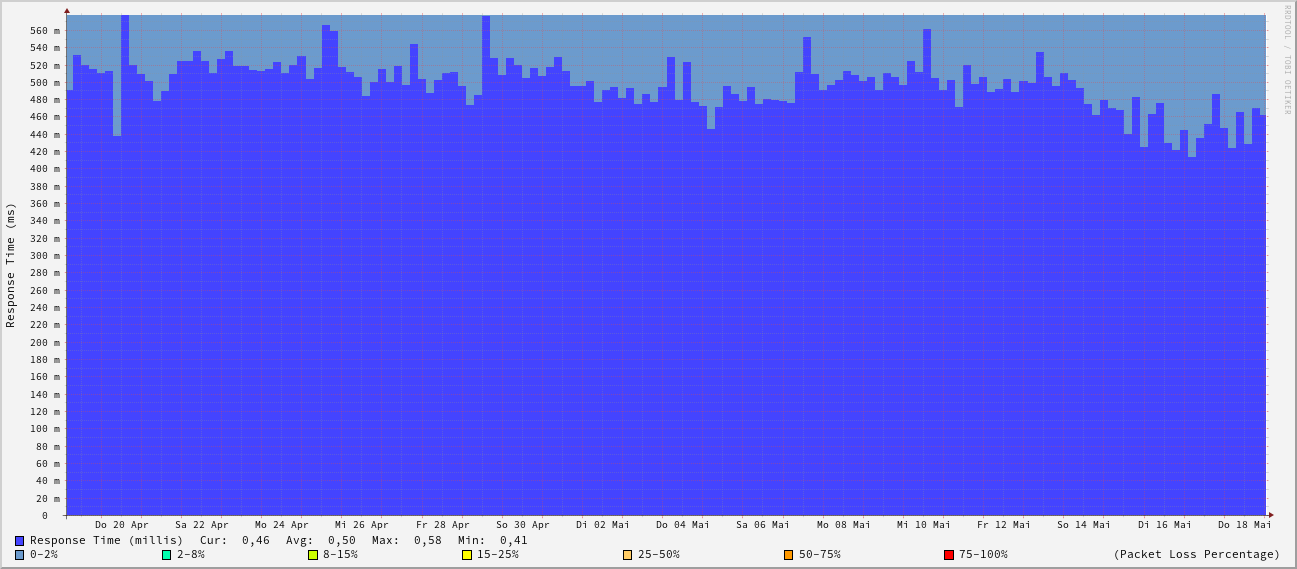 RRDTOOL / TOBI OETIKER
Response Time (ms)
560 m
540 m
520 m
500 m
480 m
460 m
440 m
420 m
400 m
380 m
360 m
340 m
320 m
300 m
280 m
260 m
240 m
220 m
200 m
180 m
160 m
140 m
120 m
100 m
80 m
60 m
40 m
20 m
0
Do 20 Apr Sa 22 Apr Mo 24 Apr Mi 26 Apr Fr 28 Apr So 30 Apr Di 02 Mai Do 04 Mai Sa 06 Mai Mo 08 Mai Mi 10 Mai Fr 12 Mai So 14 Mai Di 16 Mai Do 18 Mai
Response Time (millis) Cur: 0,46 Avg: 0,50 Max: 0,58 Min: 0,41
0-2% 2-8% 8-15% 15-25% 25-50% 50-75% 75-100% (Packet Loss Percentage)